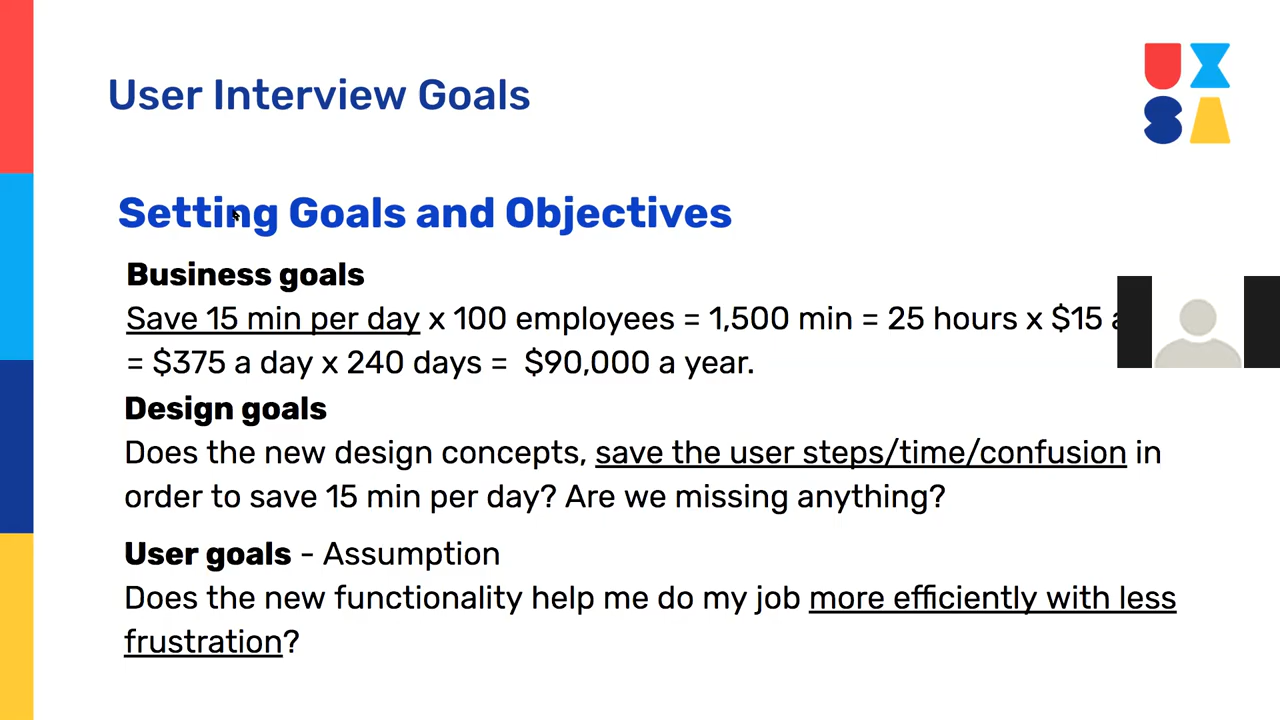 User Interview Goals
UX
SA
Setting Goals and Objectives
Business goals
Save 15 min per day x 100 employees = 1,500 min = 25 hours x $15
= $375 a day x 240 days = $90,000 a year.
Design goals
Does the new design concepts, save the user steps/time/confusion in
order to save 15 min per day? Are we missing anything?
User goals - Assumption
Does the new functionality help me do my job more efficiently with less
frustration?